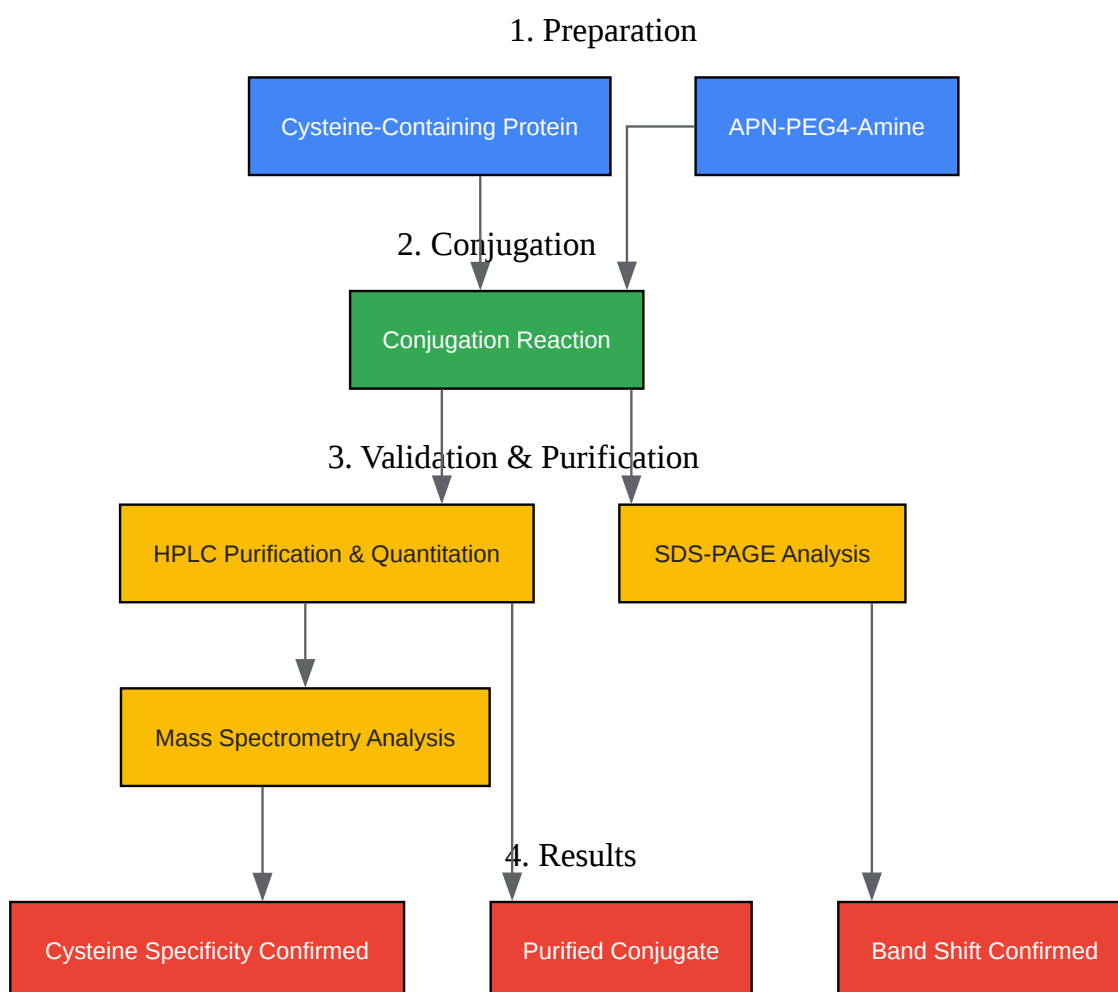 1. Preparation
Cysteine-Containing Protein
APN-PEG4-Amine
2. Conjugation
Conjugation Reaction
3. Validation & Purification
HPLC Purification & Quantitation
SDS-PAGE Analysis
Mass Spectrometry Analysis
4. Results
Cysteine Specificity Confirmed
Purified Conjugate
Band Shift Confirmed